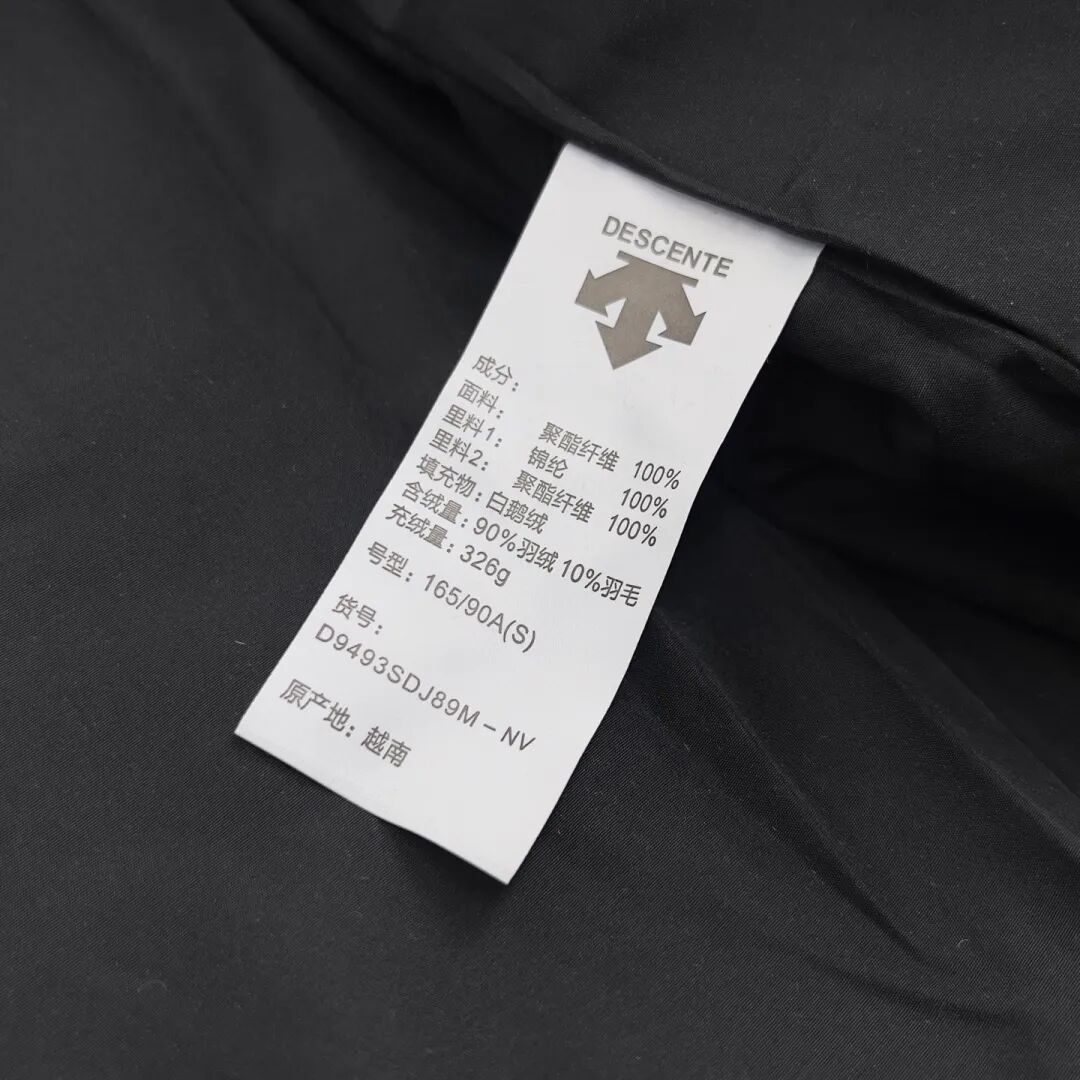 DESCENTE
成分：
面料： 聚酯纤维 100%
里料1： 锦纶 100%
里料2： 聚酯纤维 100%
填充物：白鹅绒
含绒量：90%羽绒10%羽毛
充绒量：326g
号型：165/90A(S)
货号：
D9493SDJ89M-NV
原产地：越南